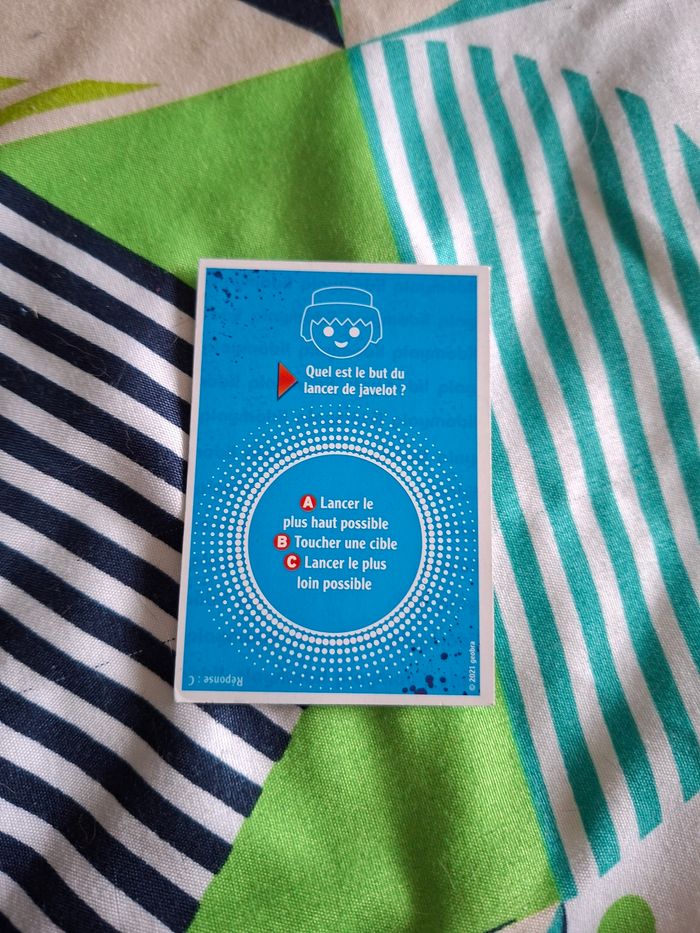 Quel est le but du
lancer de javelot ?
A Lancer le
plus haut possible
B Toucher une cible
C Lancer le plus
loin possible
Réponse : C
© 2021 geobra